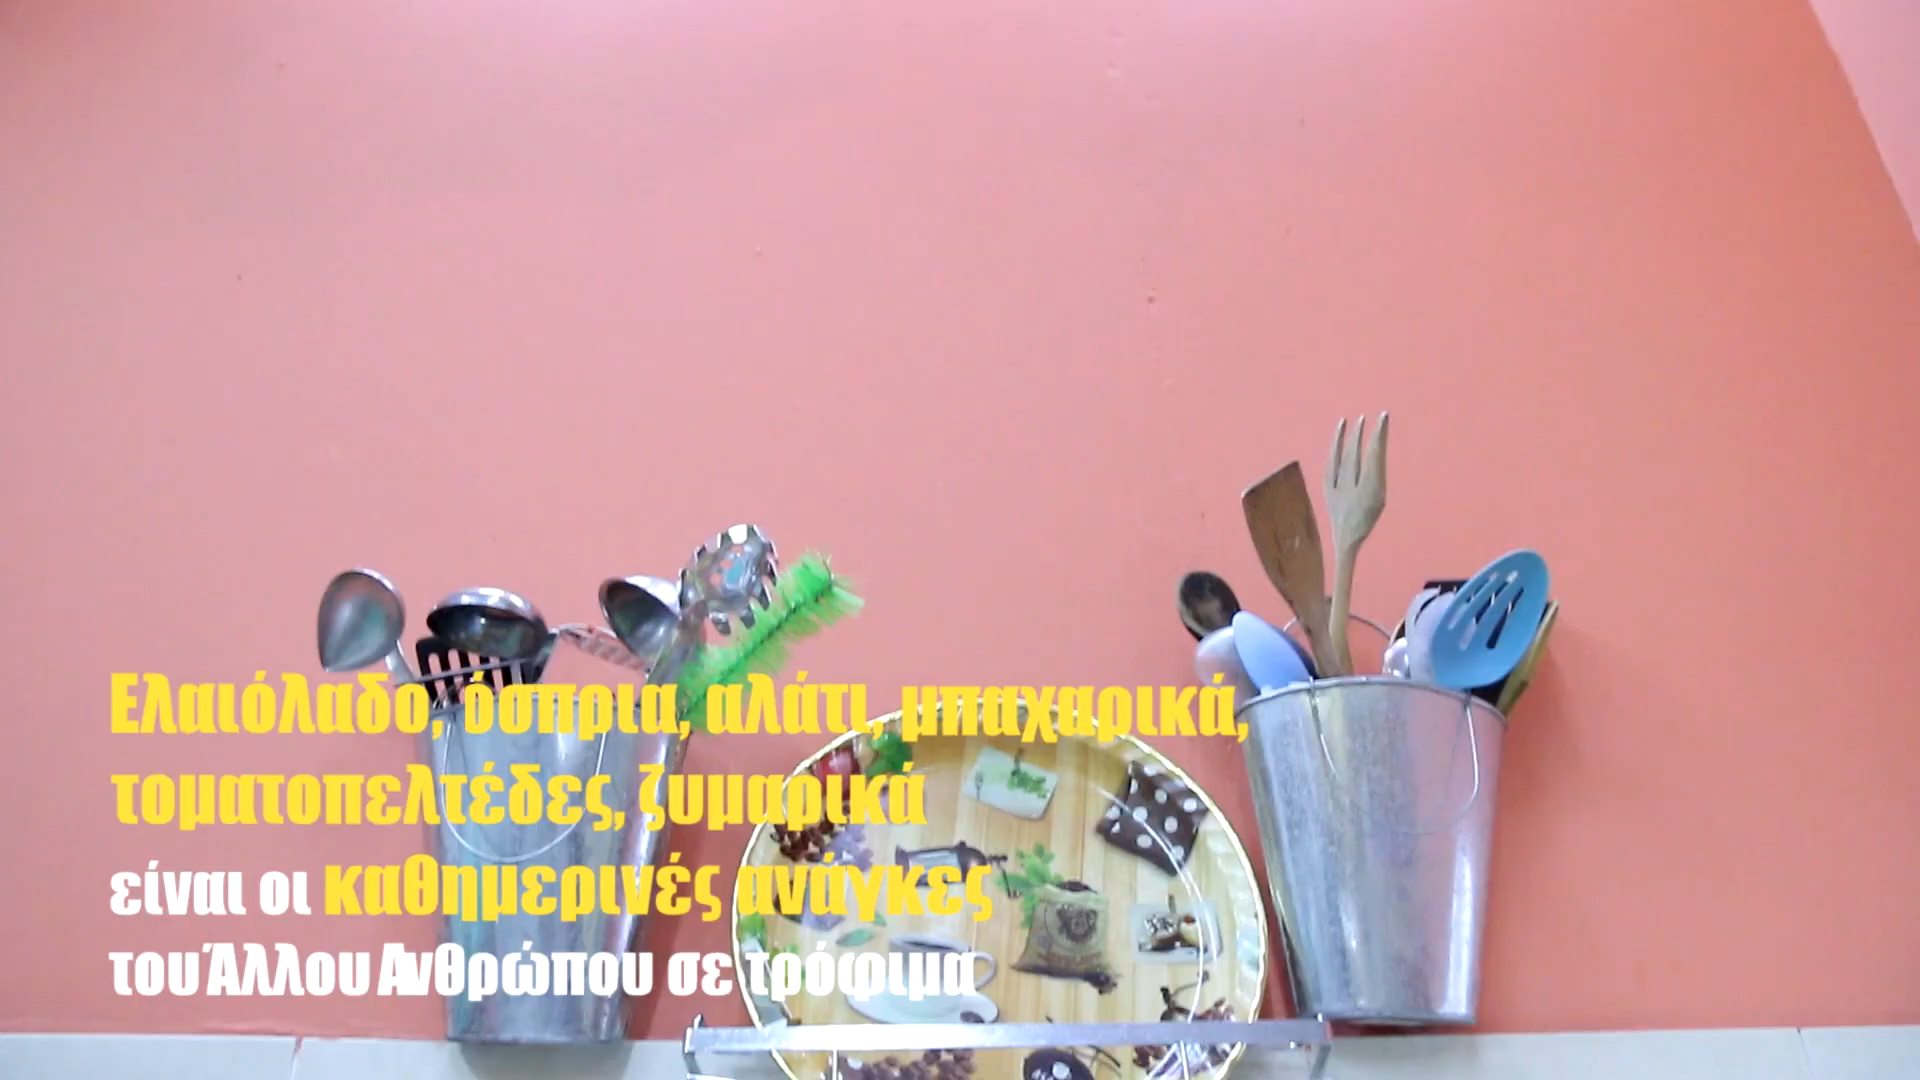 Ελαιόλαδο, όσπρια, αλάτι, μπαχαρικά,
τοματοπελτέδες, ζυμαρικά
είναι οι καθημερινές ανάγκες
του Άλλου Ανθρώπου σε τρόφιμα